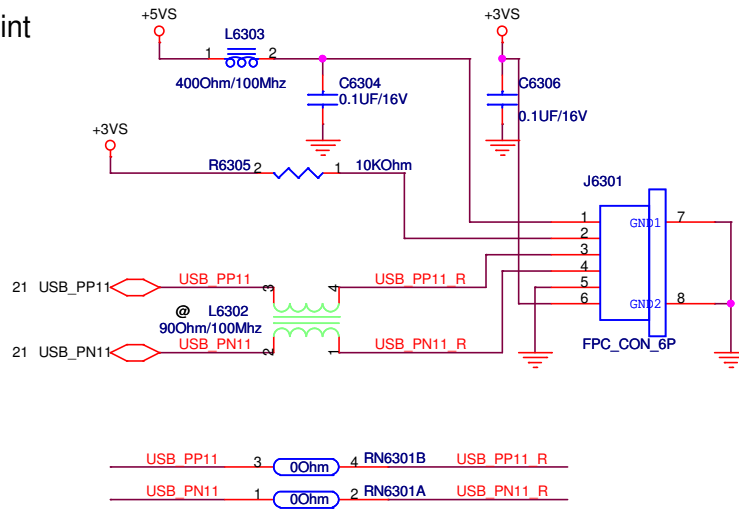 int
+5VS
+3VS
L6303
1 2
400Ohm/100Mhz
C6304
0.1UF/16V
C6306
0.1UF/16V
+3VS
R6305 2 1 10KOhm
J6301
1
2
3
4
5
6
GND1 7
GND2 8
FPC_CON_6P
21 USB_PP11 USB_PP11 3 4 USB_PP11_R
@ L6302
90Ohm/100Mhz
21 USB_PN11 USB_PN11 2 1 USB_PN11_R
USB_PP11 3 0Ohm 4 RN6301B USB_PP11_R
USB_PN11 1 0Ohm 2 RN6301A USB_PN11_R